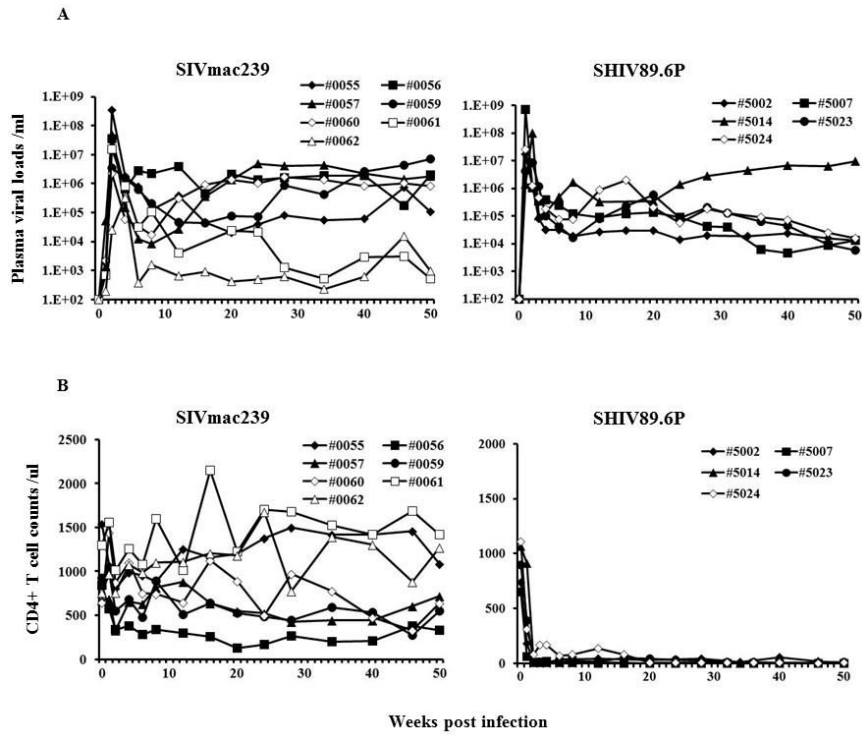 A
SIVmac239
#0055 #0056
#0057 #0059
#0060 #0061
#0062
Plasma viral loads /ml
1.E+09
1.E+08
1.E+07
1.E+06
1.E+05
1.E+04
1.E+03
1.E+02
0 10 20 30 40 50
SHIV89.6P
#5002 #5007
#5014 #5023
#5024
1.E+09
1.E+08
1.E+07
1.E+06
1.E+05
1.E+04
1.E+03
1.E+02
0 10 20 30 40 50
B
SIVmac239
#0055 #0056
#0057 #0059
#0060 #0061
#0062
CD4+ T cell counts /ul
2500
2000
1500
1000
500
0
0 10 20 30 40 50
SHIV89.6P
#5002 #5007
#5014 #5023
#5024
2000
1500
1000
500
0
0 10 20 30 40 50
Weeks post infection